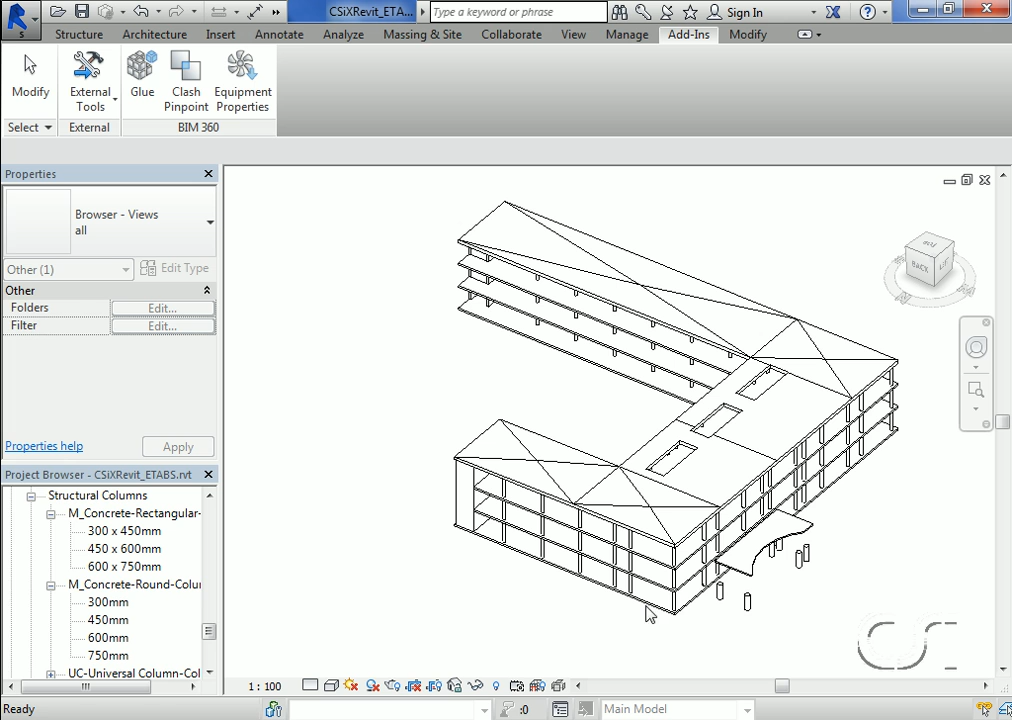 CSiXRevit_ETA...
Type a keyword or phrase
Sign In
S
Structure Architecture Insert Annotate Analyze Massing & Site Collaborate View Manage Add-Ins Modify
Modify
External Tools
Glue
Clash Pinpoint
Equipment Properties
Select
External
BIM 360
Properties
Browser - Views
all
Other (1)
Edit Type
Other
Folders Edit...
Filter Edit...
Properties help
Apply
Project Browser - CSiXRevit_ETABS.rvt
Structural Columns
M_Concrete-Rectangular-
300 x 450mm
450 x 600mm
600 x 750mm
M_Concrete-Round-Colu
300mm
450mm
600mm
750mm
UC-Universal Column-Col
BACK
CSI
1 : 100
Ready
:0
Main Model